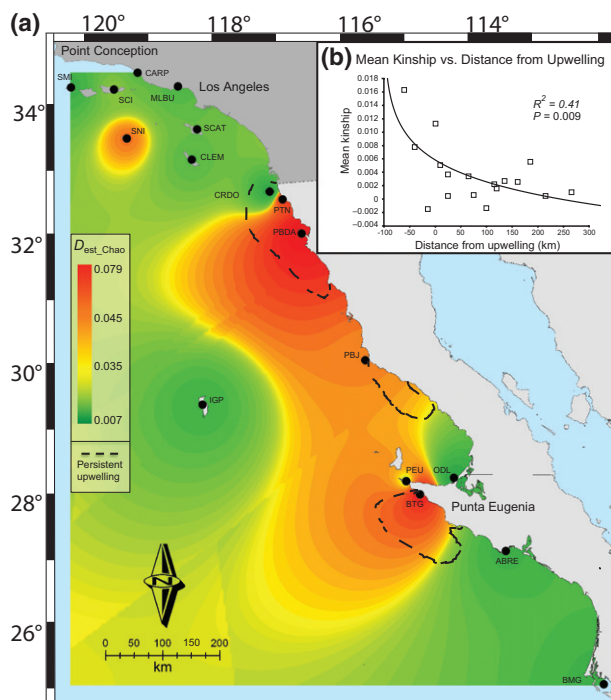 (a)
120° 118° 116° 114°
34°
32°
30°
28°
26°
Point Conception
Los Angeles
Punta Eugenia
SMI
CARP
SCI
MLBU
SNI
SCAT
CLEM
CRDO
PTN
PBDA
PBJ
IGP
PEU
ODL
BTG
ABRE
BMG
D est_Chao
0.079
0.045
0.035
0.007
Persistent
upwelling
N
0 50 100 150 200
km
(b) Mean Kinship vs. Distance from Upwelling
R² = 0.41
P = 0.009
Mean kinship
0.018
0.016
0.014
0.012
0.010
0.008
0.006
0.004
0.002
0
−0.002
−0.004
−100 −50 0 50 100 150 200 250 300
Distance from upwelling (km)